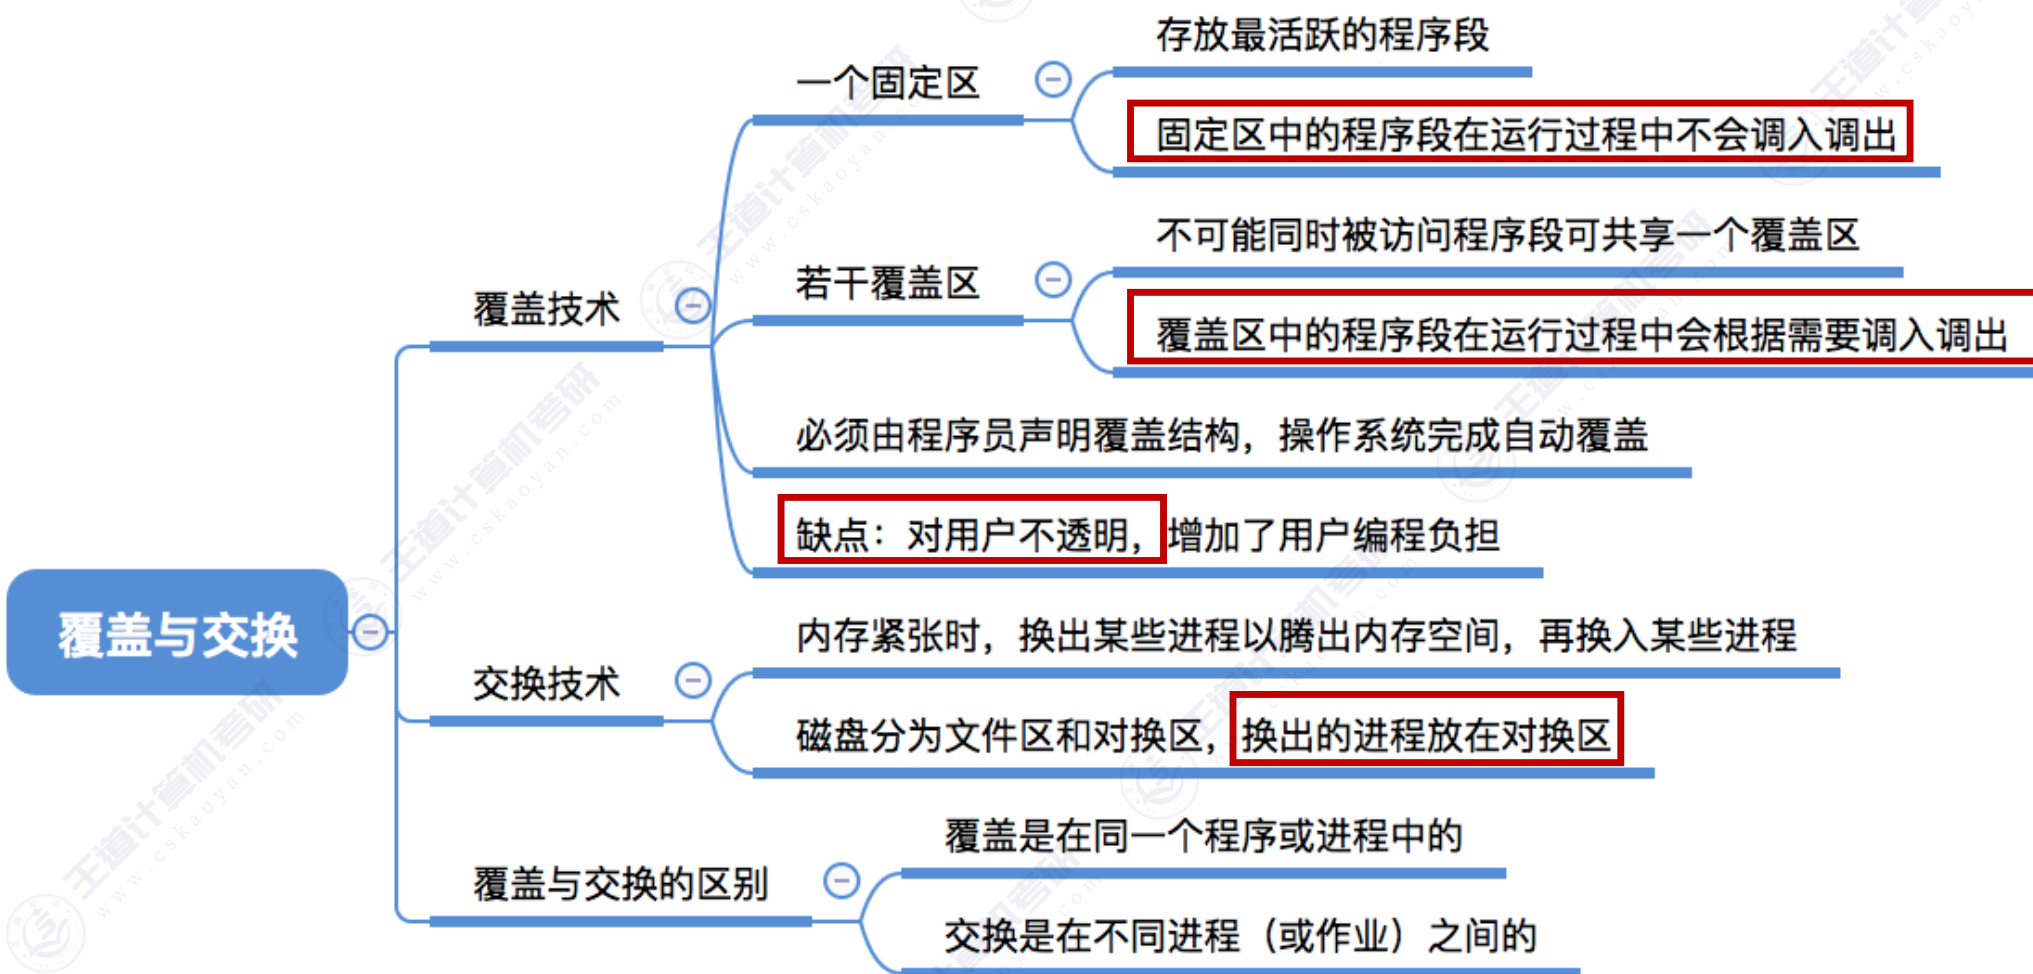 存放最活跃的程序段
一个固定区
固定区中的程序段在运行过程中不会调入调出
不可能同时被访问程序段可共享一个覆盖区
若干覆盖区
覆盖技术
覆盖区中的程序段在运行过程中会根据需要调入调出
必须由程序员声明覆盖结构，操作系统完成自动覆盖
缺点：对用户不透明，增加了用户编程负担
覆盖与交换
内存紧张时，换出某些进程以腾出内存空间，再换入某些进程
交换技术
磁盘分为文件区和对换区，换出的进程放在对换区
覆盖是在同一个程序或进程中的
覆盖与交换的区别
交换是在不同进程（或作业）之间的
王道计算机考研
www.cskaoyan.com